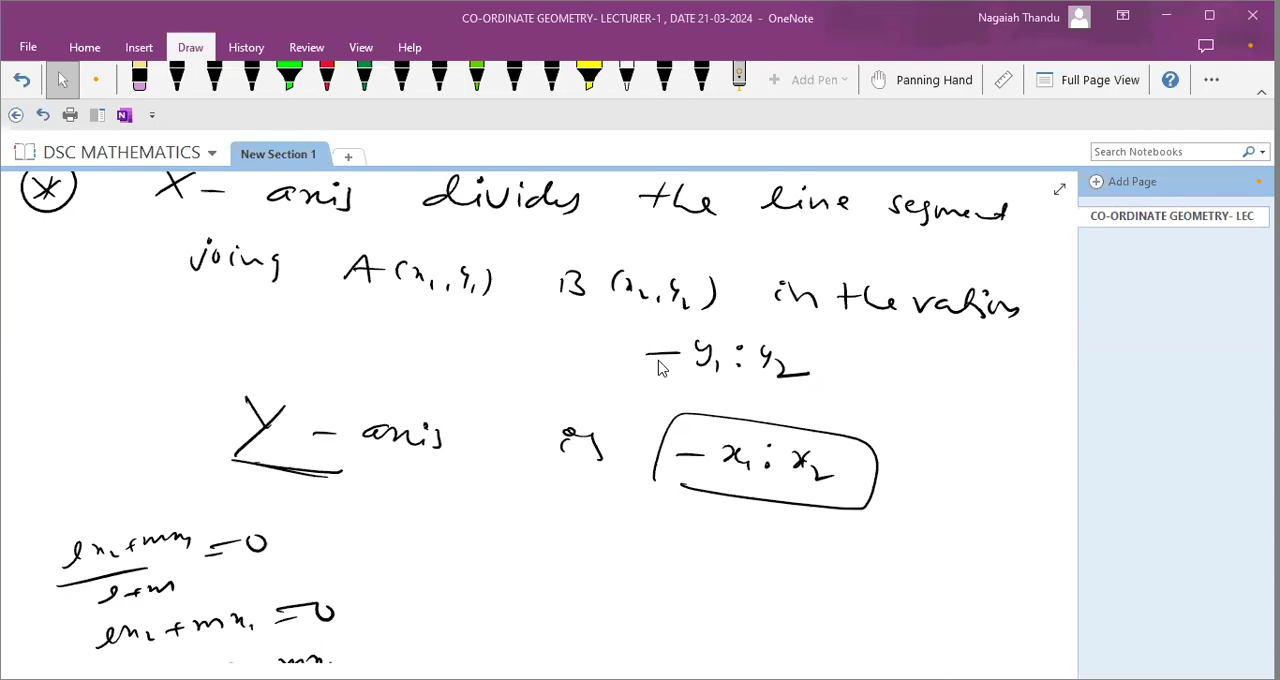 CO-ORDINATE GEOMETRY- LECTURER-1 , DATE 21-03-2024 - OneNote
Nagaiah Thandu
File Home Insert Draw History Review View Help
Add Pen Panning Hand Full Page View
DSC MATHEMATICS New Section 1 Search Notebooks
Add Page
CO-ORDINATE GEOMETRY- LEC
X - axis divides the line segment
joing A(x₁, y₁) B (x₂, y₂) in the ration
- y₁ : y₂
Y - axis is - x₁ : x₂
lx₂ + mx₁ = 0
l+m
lx₂ + mx₁ = 0